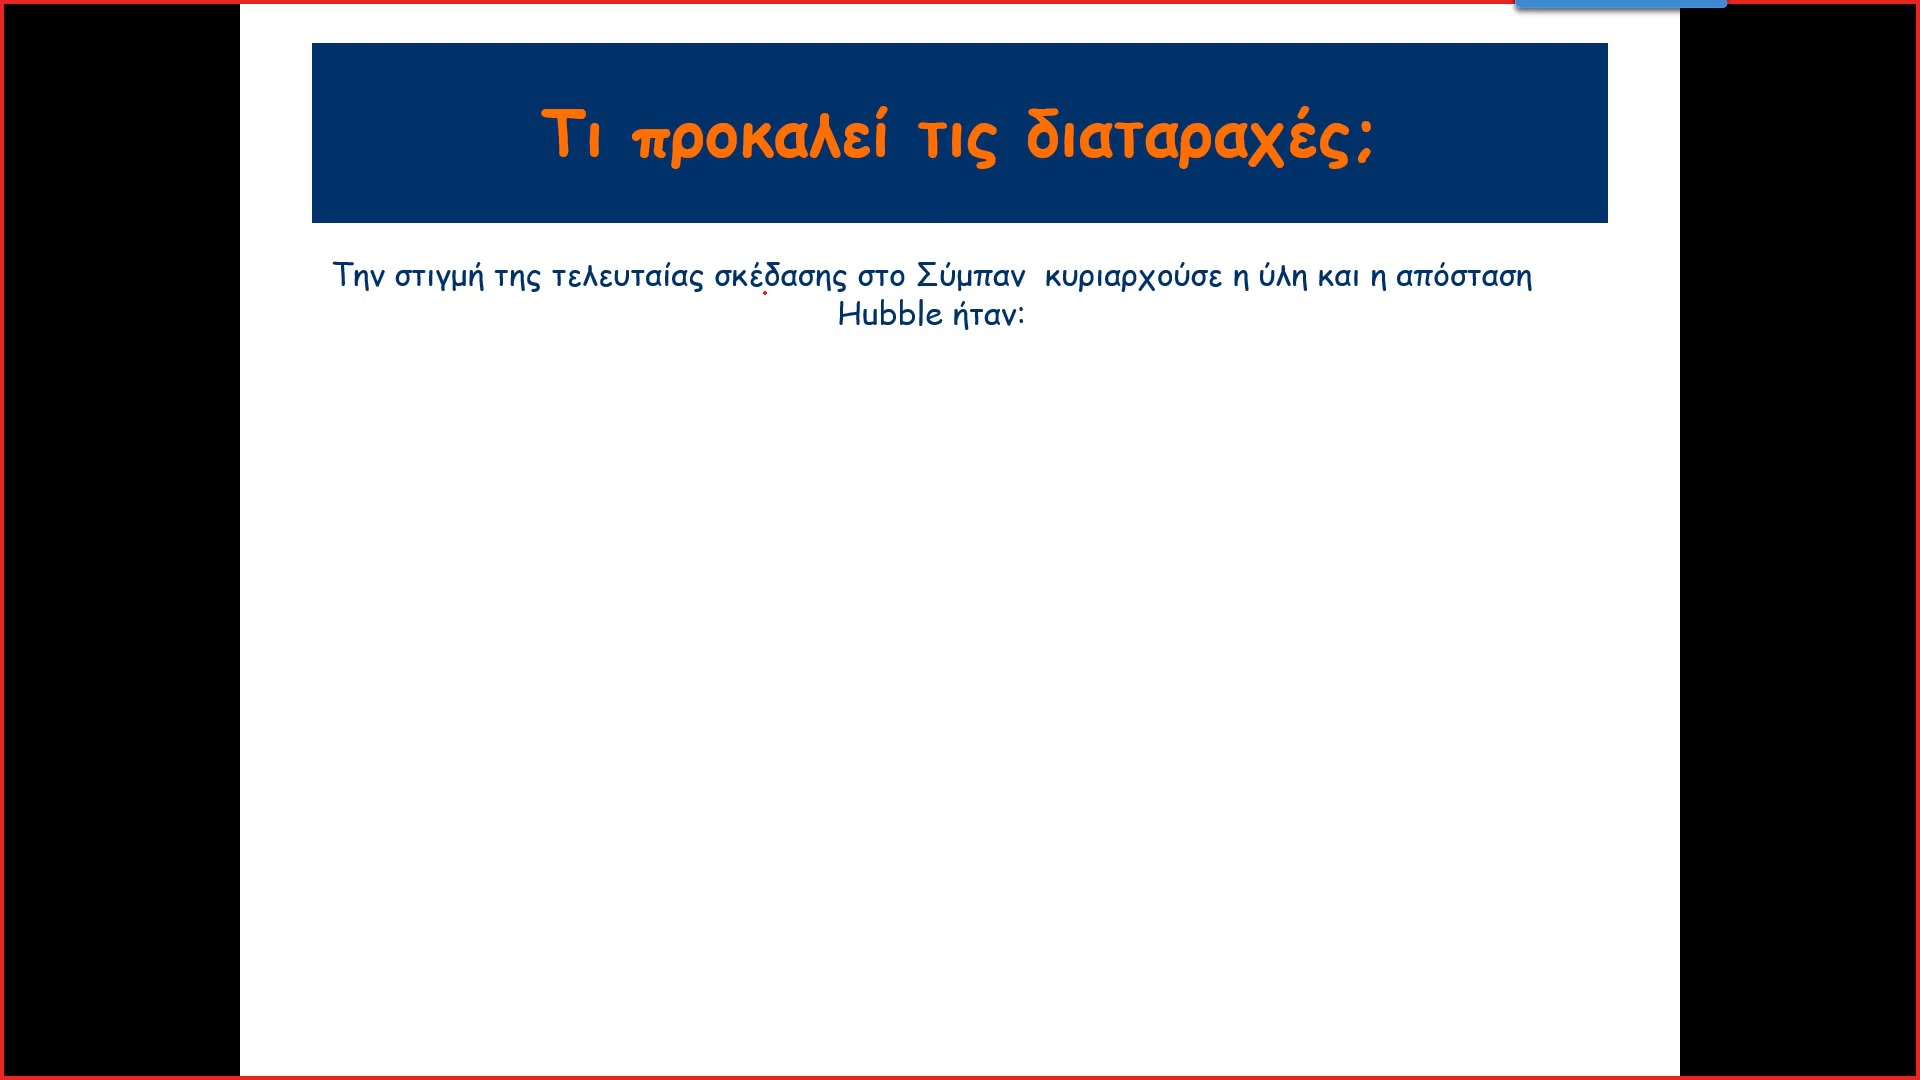 Τι προκαλεί τις διαταραχές;
Την στιγμή της τελευταίας σκέδασης στο Σύμπαν κυριαρχούσε η ύλη και η απόσταση
Hubble ήταν: